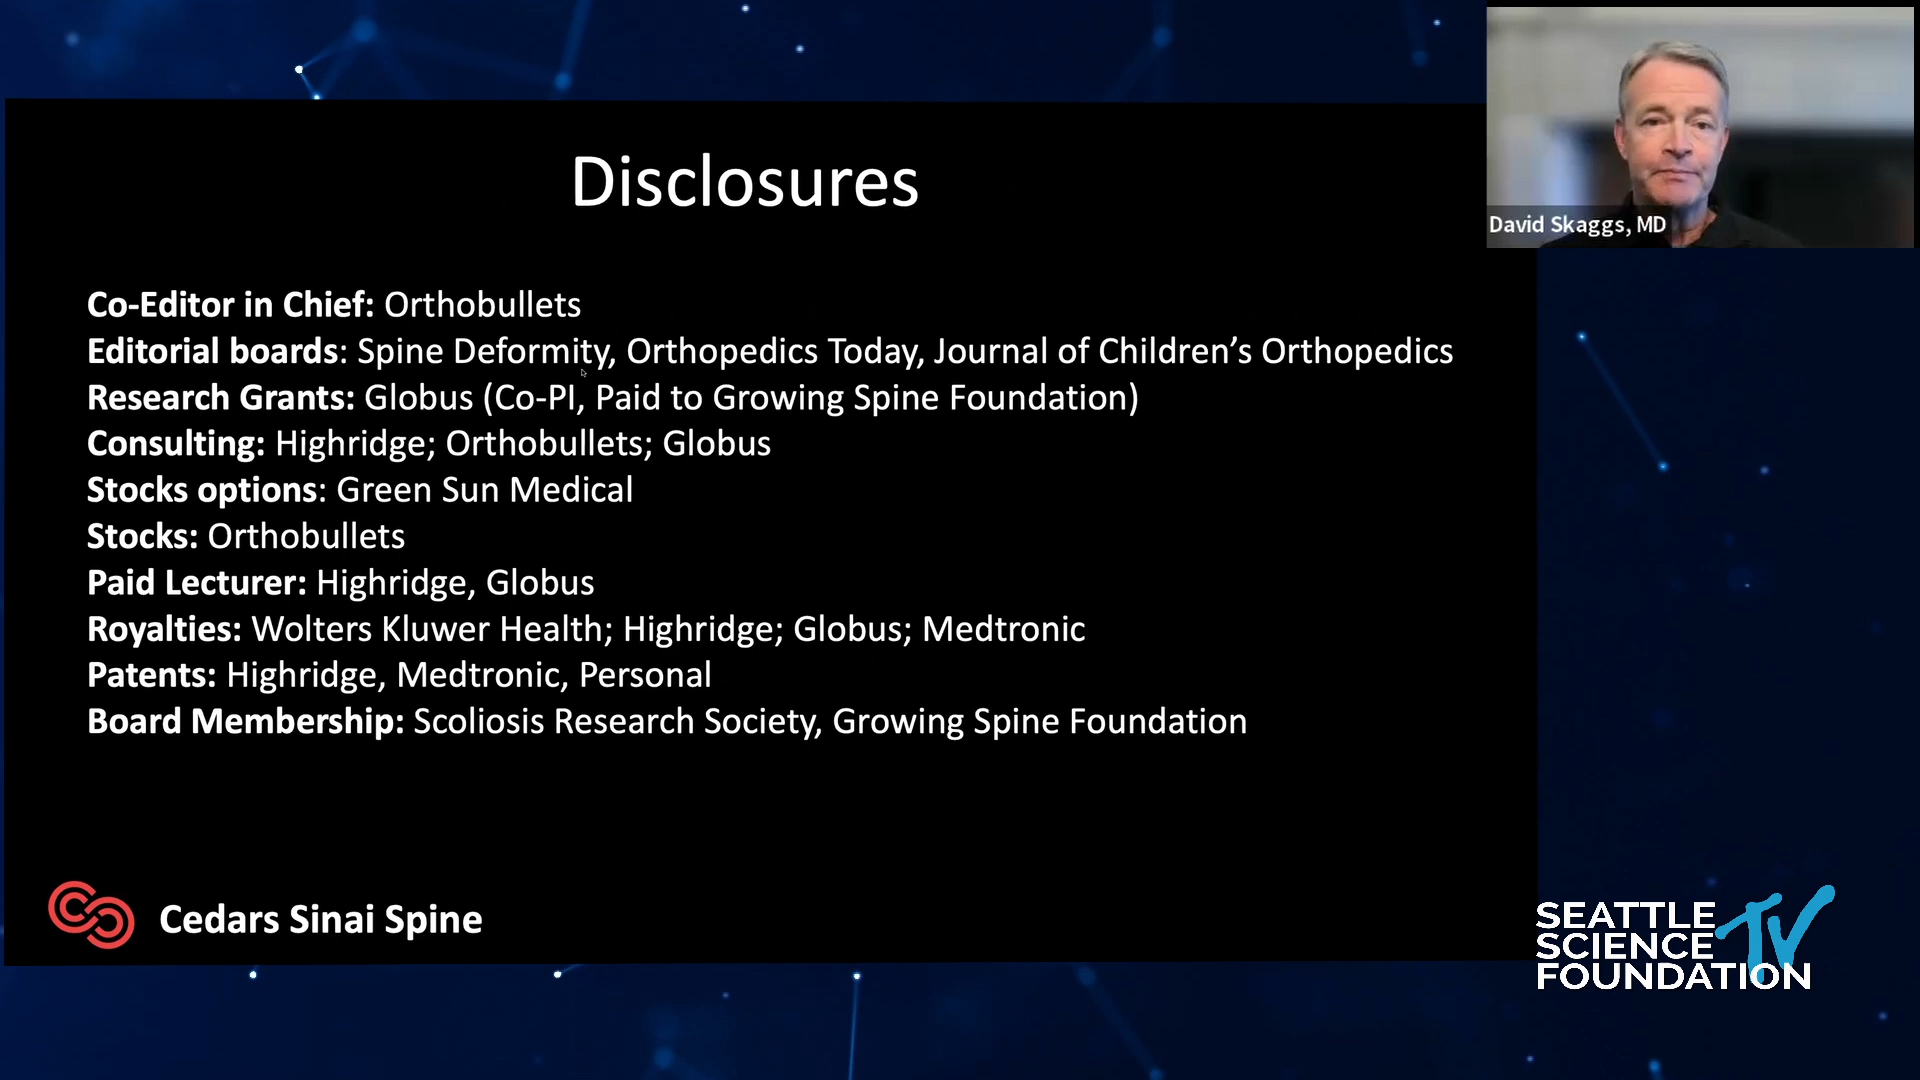 Disclosures
David Skaggs, MD
Co-Editor in Chief: Orthobullets
Editorial boards: Spine Deformity, Orthopedics Today, Journal of Children’s Orthopedics
Research Grants: Globus (Co-PI, Paid to Growing Spine Foundation)
Consulting: Highridge; Orthobullets; Globus
Stocks options: Green Sun Medical
Stocks: Orthobullets
Paid Lecturer: Highridge, Globus
Royalties: Wolters Kluwer Health; Highridge; Globus; Medtronic
Patents: Highridge, Medtronic, Personal
Board Membership: Scoliosis Research Society, Growing Spine Foundation
Cedars Sinai Spine
SEATTLE
SCIENCE TV
FOUNDATION